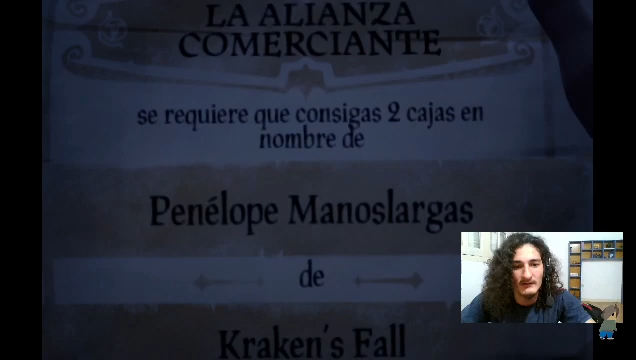 LA ALIANZA
COMERCIANTE
se requiere que consigas 2 cajas en
nombre de
Penélope Manoslargas
de
Kraken's Fall